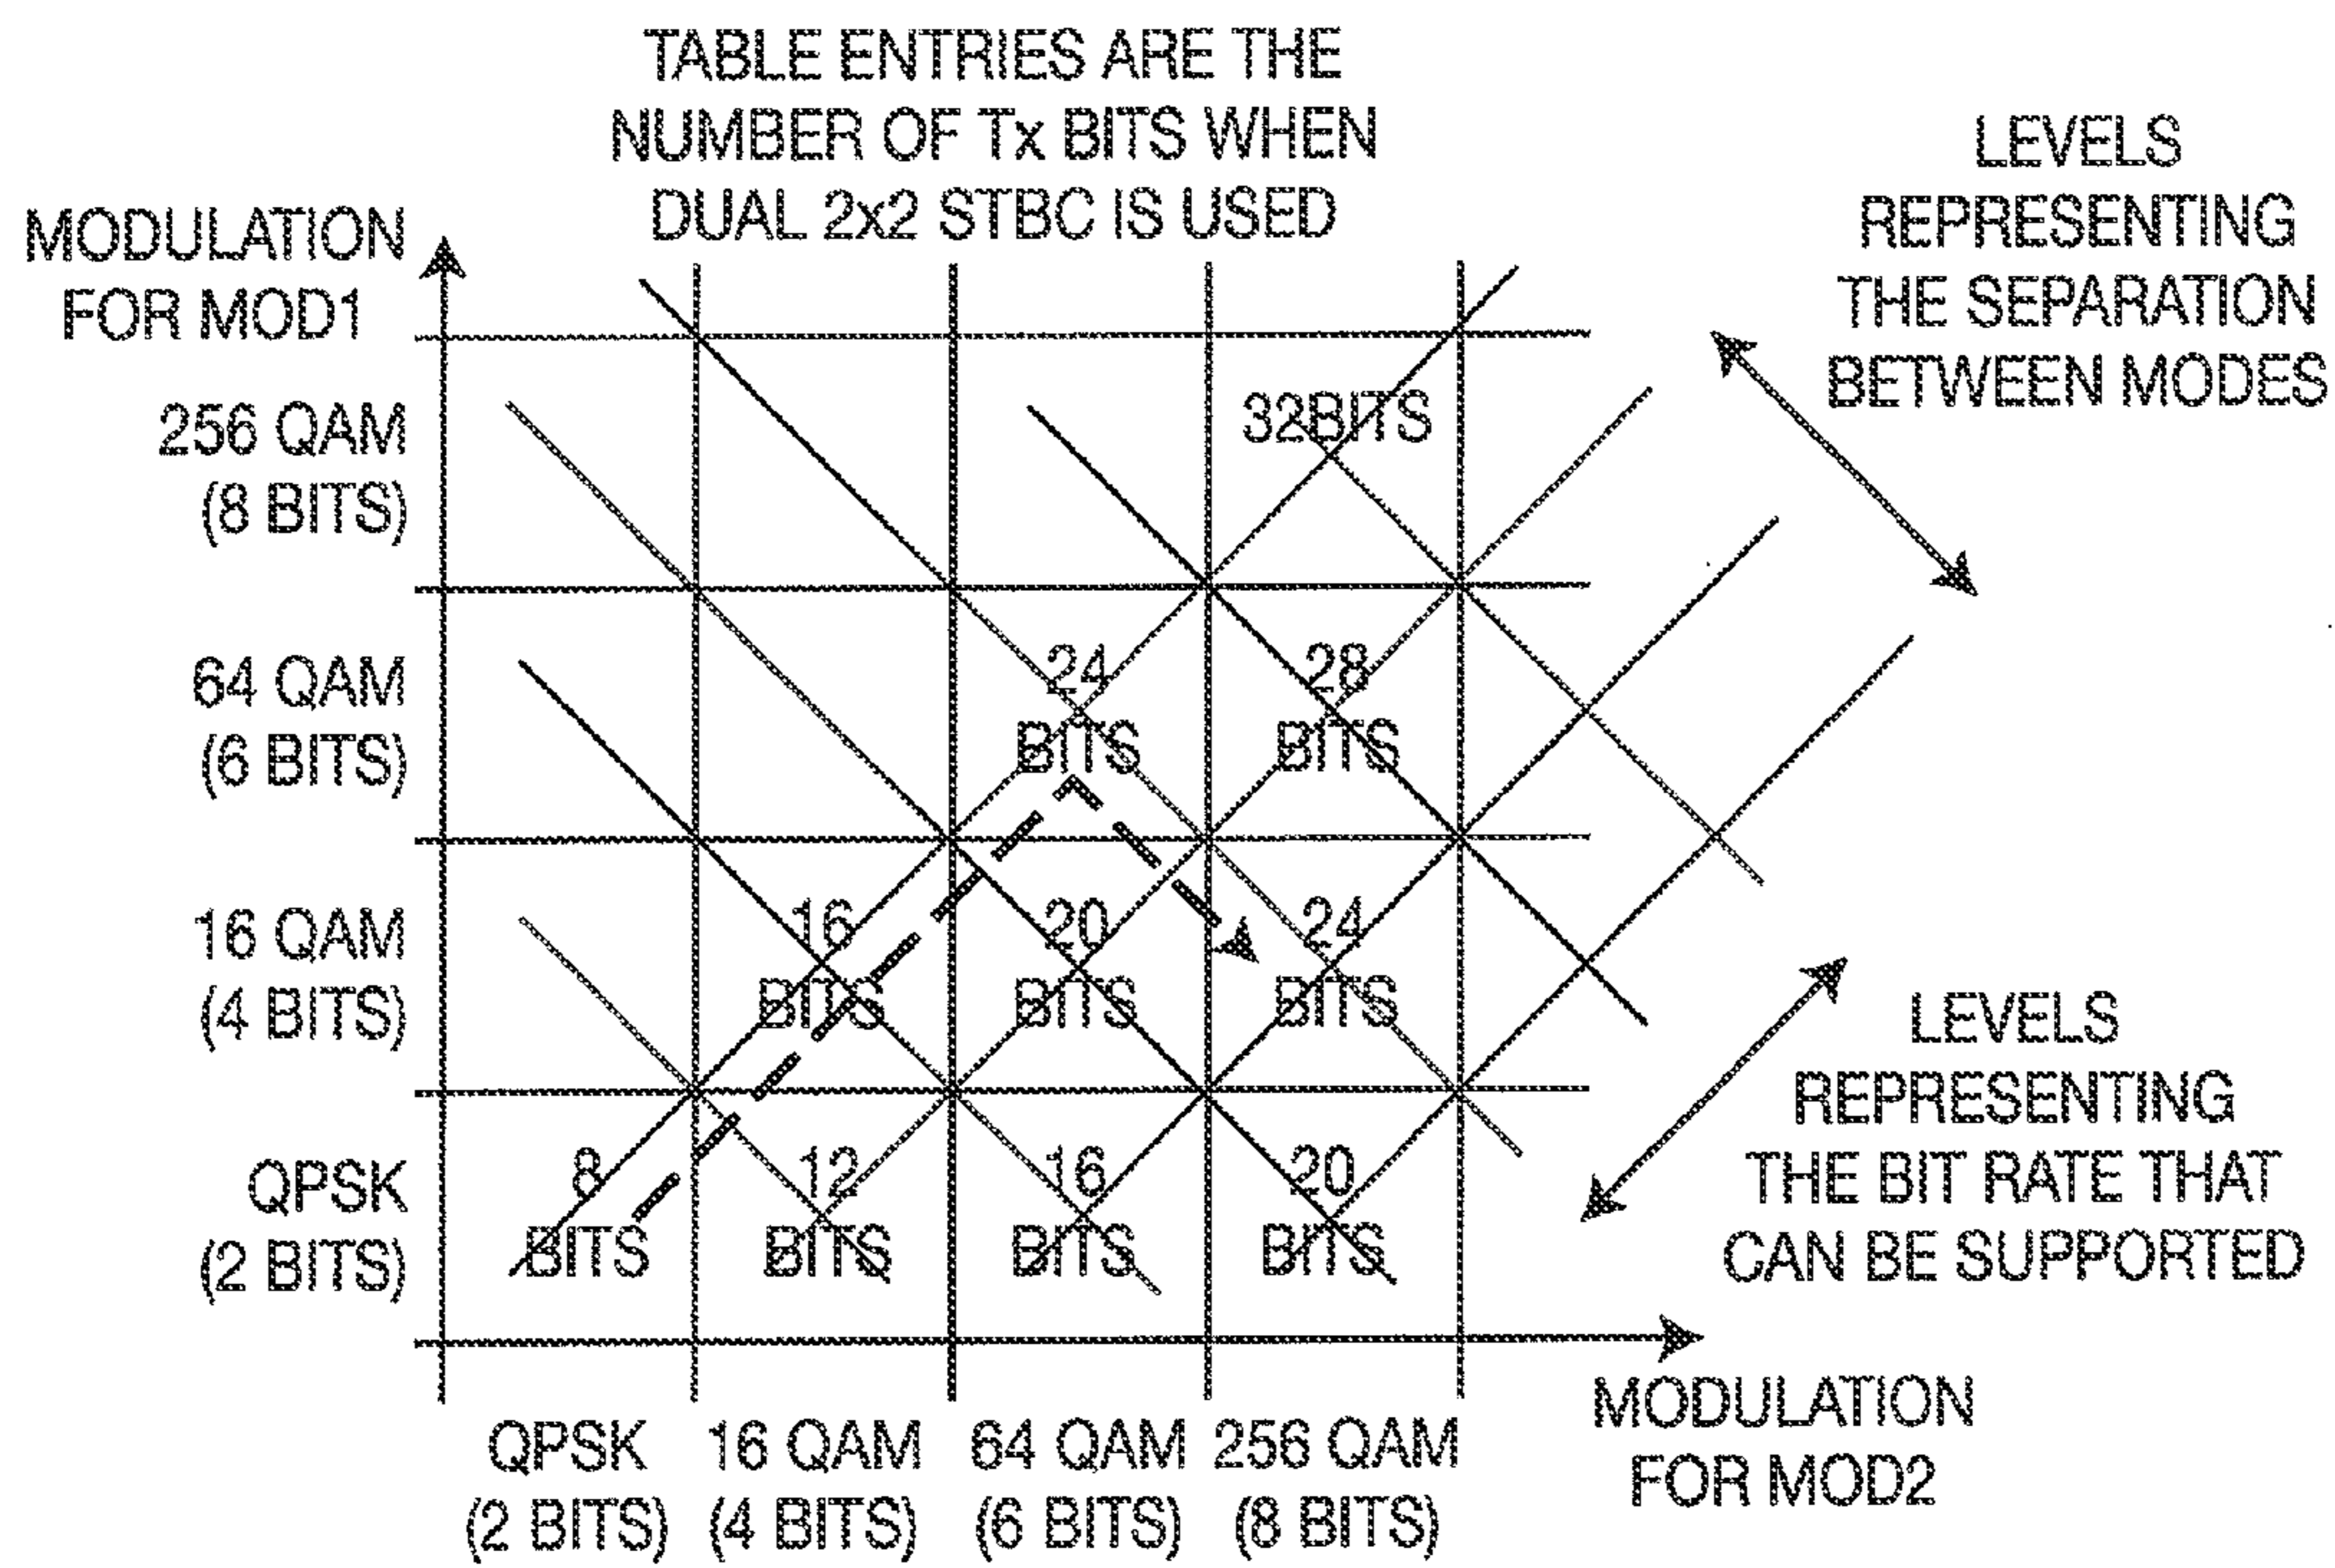 TABLE ENTRIES ARE THE
NUMBER OF Tx BITS WHEN
DUAL 2x2 STBC IS USED
LEVELS
REPRESENTING
THE SEPARATION
BETWEEN MODES
MODULATION
FOR MOD1
256 QAM
(8 BITS)
32BITS
64 QAM
(6 BITS)
24
BITS
28
BITS
16 QAM
(4 BITS)
16
BITS
20
BITS
24
BITS
QPSK
(2 BITS)
8
BITS
12
BITS
16
BITS
20
BITS
LEVELS
REPRESENTING
THE BIT RATE THAT
CAN BE SUPPORTED
QPSK
(2 BITS)
16 QAM
(4 BITS)
64 QAM
(6 BITS)
256 QAM
(8 BITS)
MODULATION
FOR MOD2